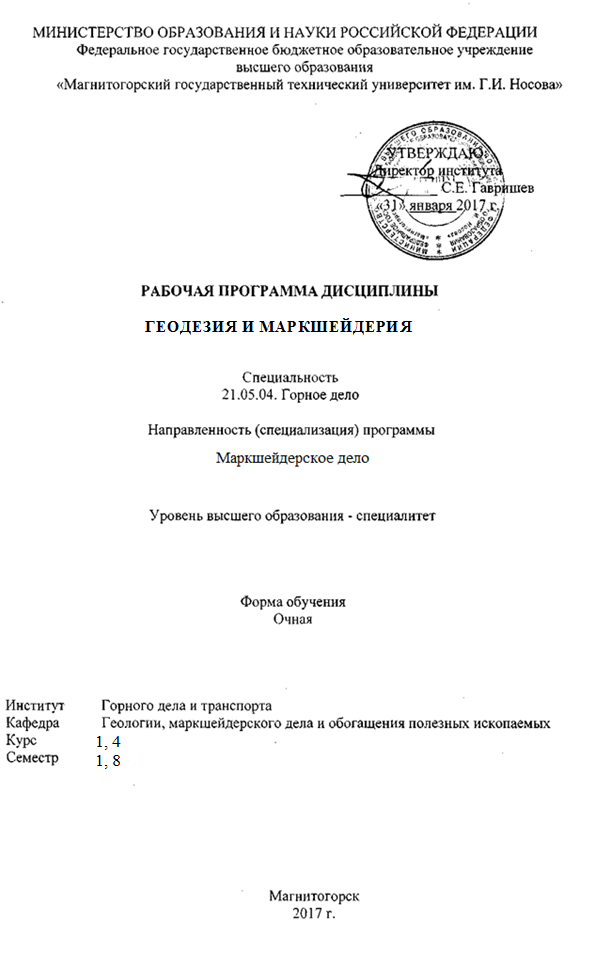 МИНИСТЕРСТВО ОБРАЗОВАНИЯ И НАУКИ РОССИЙСКОЙ ФЕДЕРАЦИИ
Федеральное государственное бюджетное образовательное учреждение
высшего образования
«Магнитогорский государственный технический университет им. Г.И. Носова»
УТВЕРЖДАЮ
Директор института
С.Е. Гавришев
«31» января 2017 г.
РАБОЧАЯ ПРОГРАММА ДИСЦИПЛИНЫ
ГЕОДЕЗИЯ И МАРКШЕЙДЕРИЯ
Специальность
21.05.04. Горное дело
Направленность (специализация) программы
Маркшейдерское дело
Уровень высшего образования - специалитет
Форма обучения
Очная
Институт Горного дела и транспорта
Кафедра Геологии, маркшейдерского дела и обогащения полезных ископаемых
Курс 1, 4
Семестр 1, 8
Магнитогорск
2017 г.